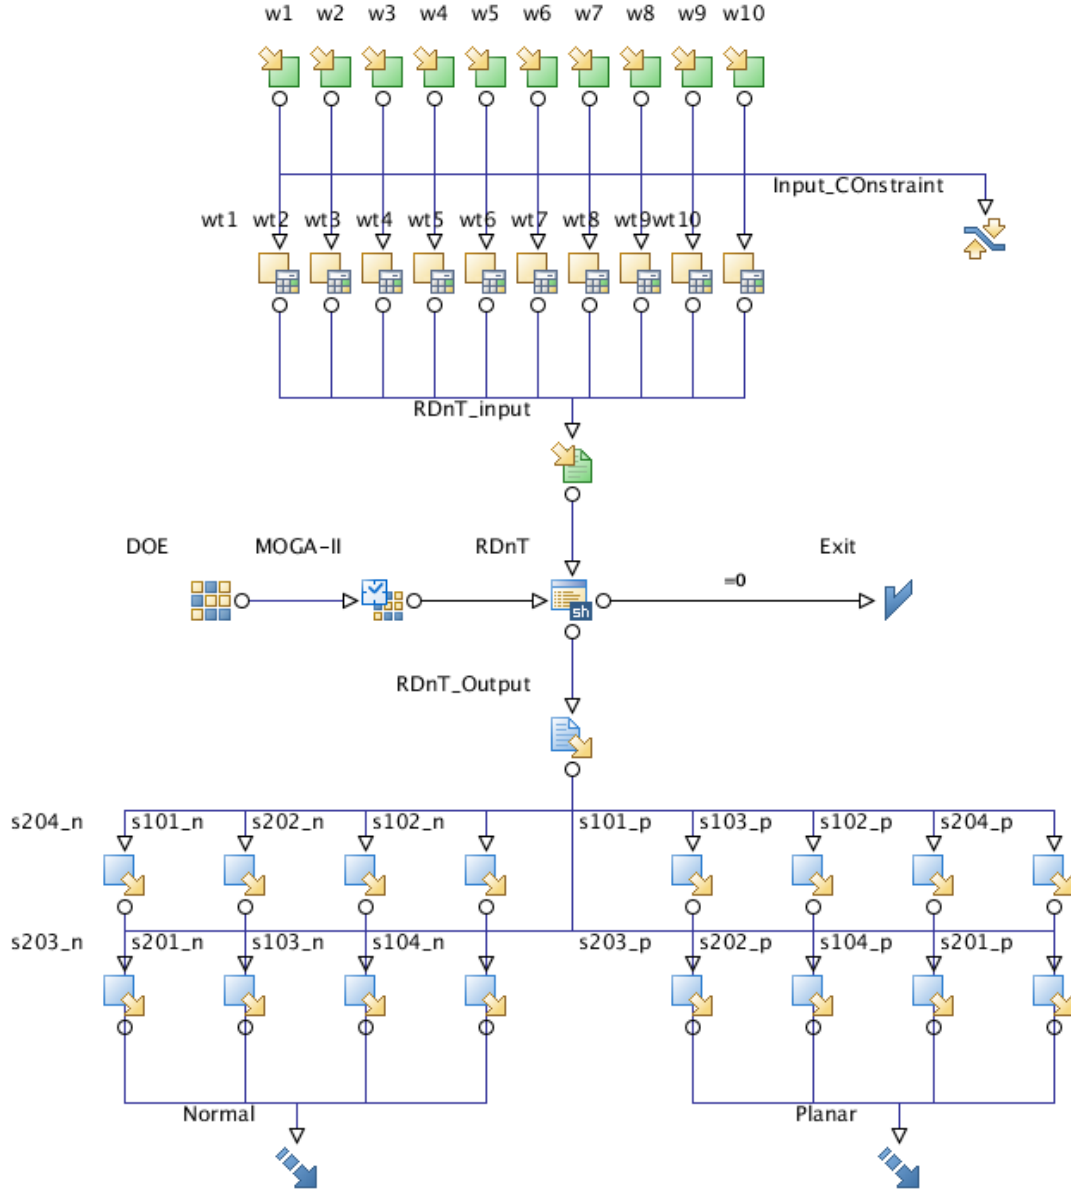 w1 w2 w3 w4 w5 w6 w7 w8 w9 w10
Input_COnstraint
wt1 wt2 wt3 wt4 wt5 wt6 wt7 wt8 wt9 wt10
RDnT_input
DOE MOGA-II RDnT Exit
=0
sh
RDnT_Output
s204_n s101_n s202_n s102_n s101_p s103_p s102_p s204_p
s203_n s201_n s103_n s104_n s203_p s202_p s104_p s201_p
Normal Planar